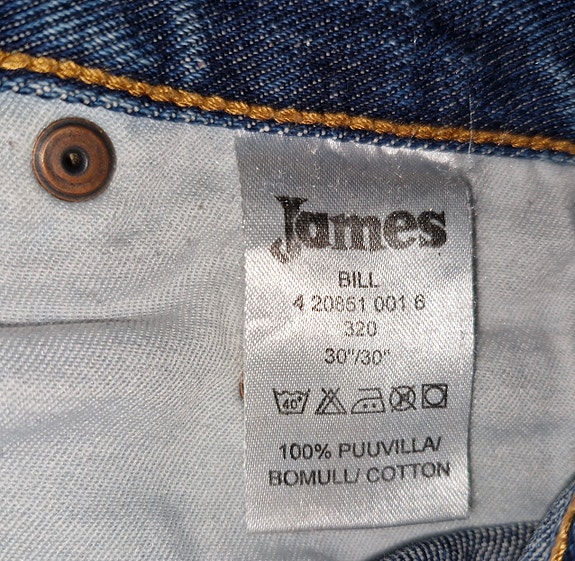 James
BILL
4 20851 001 6
320
30"/30"
40°
100% PUUVILLA/
BOMULL/ COTTON